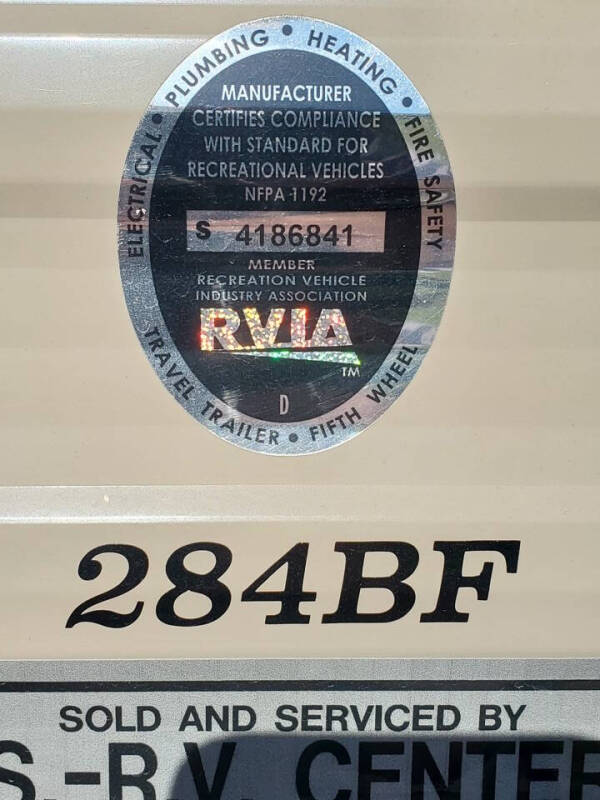 PLUMBING • HEATING • FIRE SAFETY
ELECTRICAL •
MANUFACTURER
CERTIFIES COMPLIANCE
WITH STANDARD FOR
RECREATIONAL VEHICLES
NFPA 1192
S 4186841
MEMBER
RECREATION VEHICLE
INDUSTRY ASSOCIATION
RVIA
TM
D
TRAVEL TRAILER • FIFTH WHEEL
284BF
SOLD AND SERVICED BY
S.-R.V. CENTER